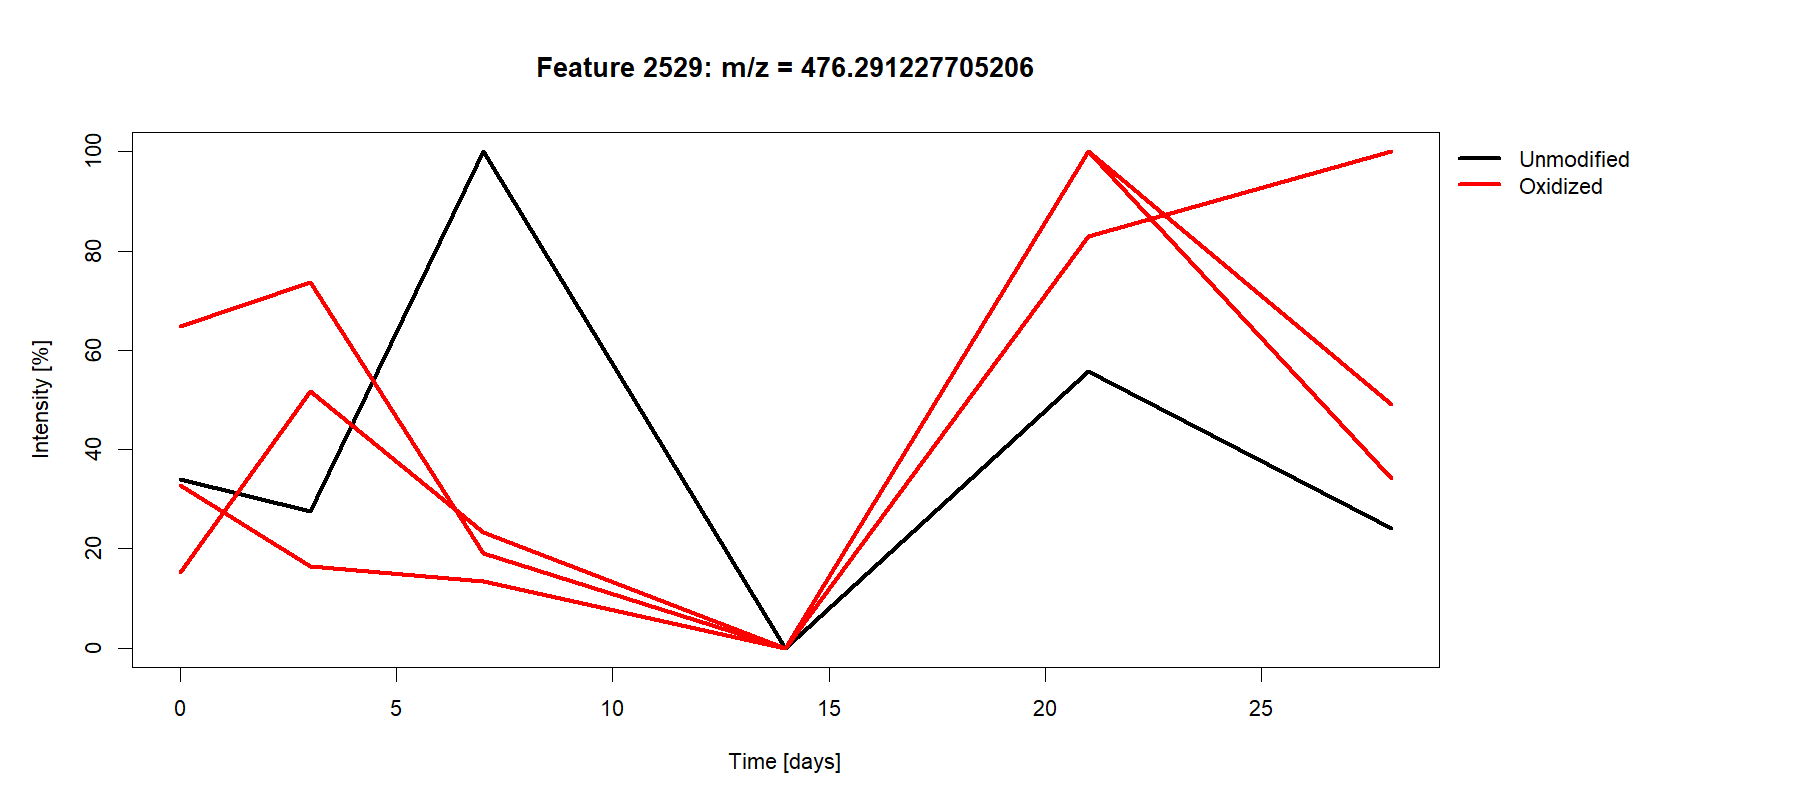 Feature 2529: m/z = 476.291227705206
Unmodified
Oxidized
Intensity [%]
100
80
60
40
20
0
0 5 10 15 20 25
Time [days]